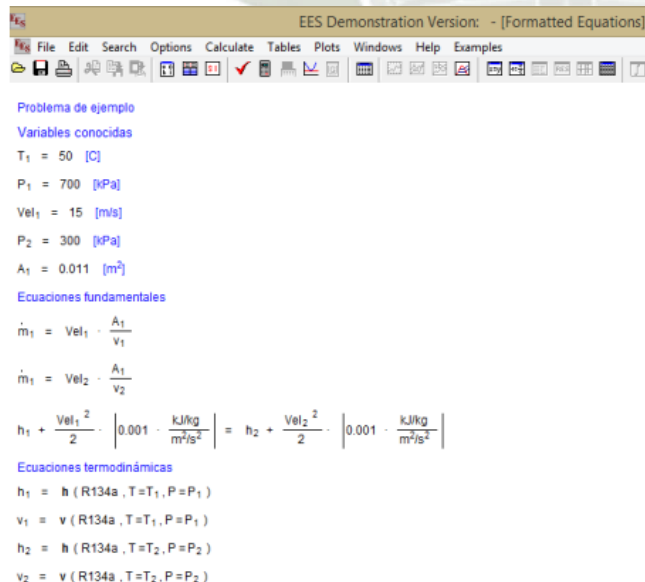 EES Demonstration Version: - [Formatted Equations]
File Edit Search Options Calculate Tables Plots Windows Help Examples
Problema de ejemplo
Variables conocidas
T₁ = 50 [C]
P₁ = 700 [kPa]
Vel₁ = 15 [m/s]
P₂ = 300 [kPa]
A₁ = 0.011 [m²]
Ecuaciones fundamentales
ṁ₁ = Vel₁ · A₁/v₁
ṁ₁ = Vel₂ · A₁/v₂
h₁ + Vel₁²/2 · |0.001 · kJ/kg / m²/s²| = h₂ + Vel₂²/2 · |0.001 · kJ/kg / m²/s²|
Ecuaciones termodinámicas
h₁ = h ( R134a , T=T₁ , P=P₁ )
v₁ = v ( R134a , T=T₁ , P=P₁ )
h₂ = h ( R134a , T=T₂ , P=P₂ )
v₂ = v ( R134a , T=T₂ , P=P₂ )